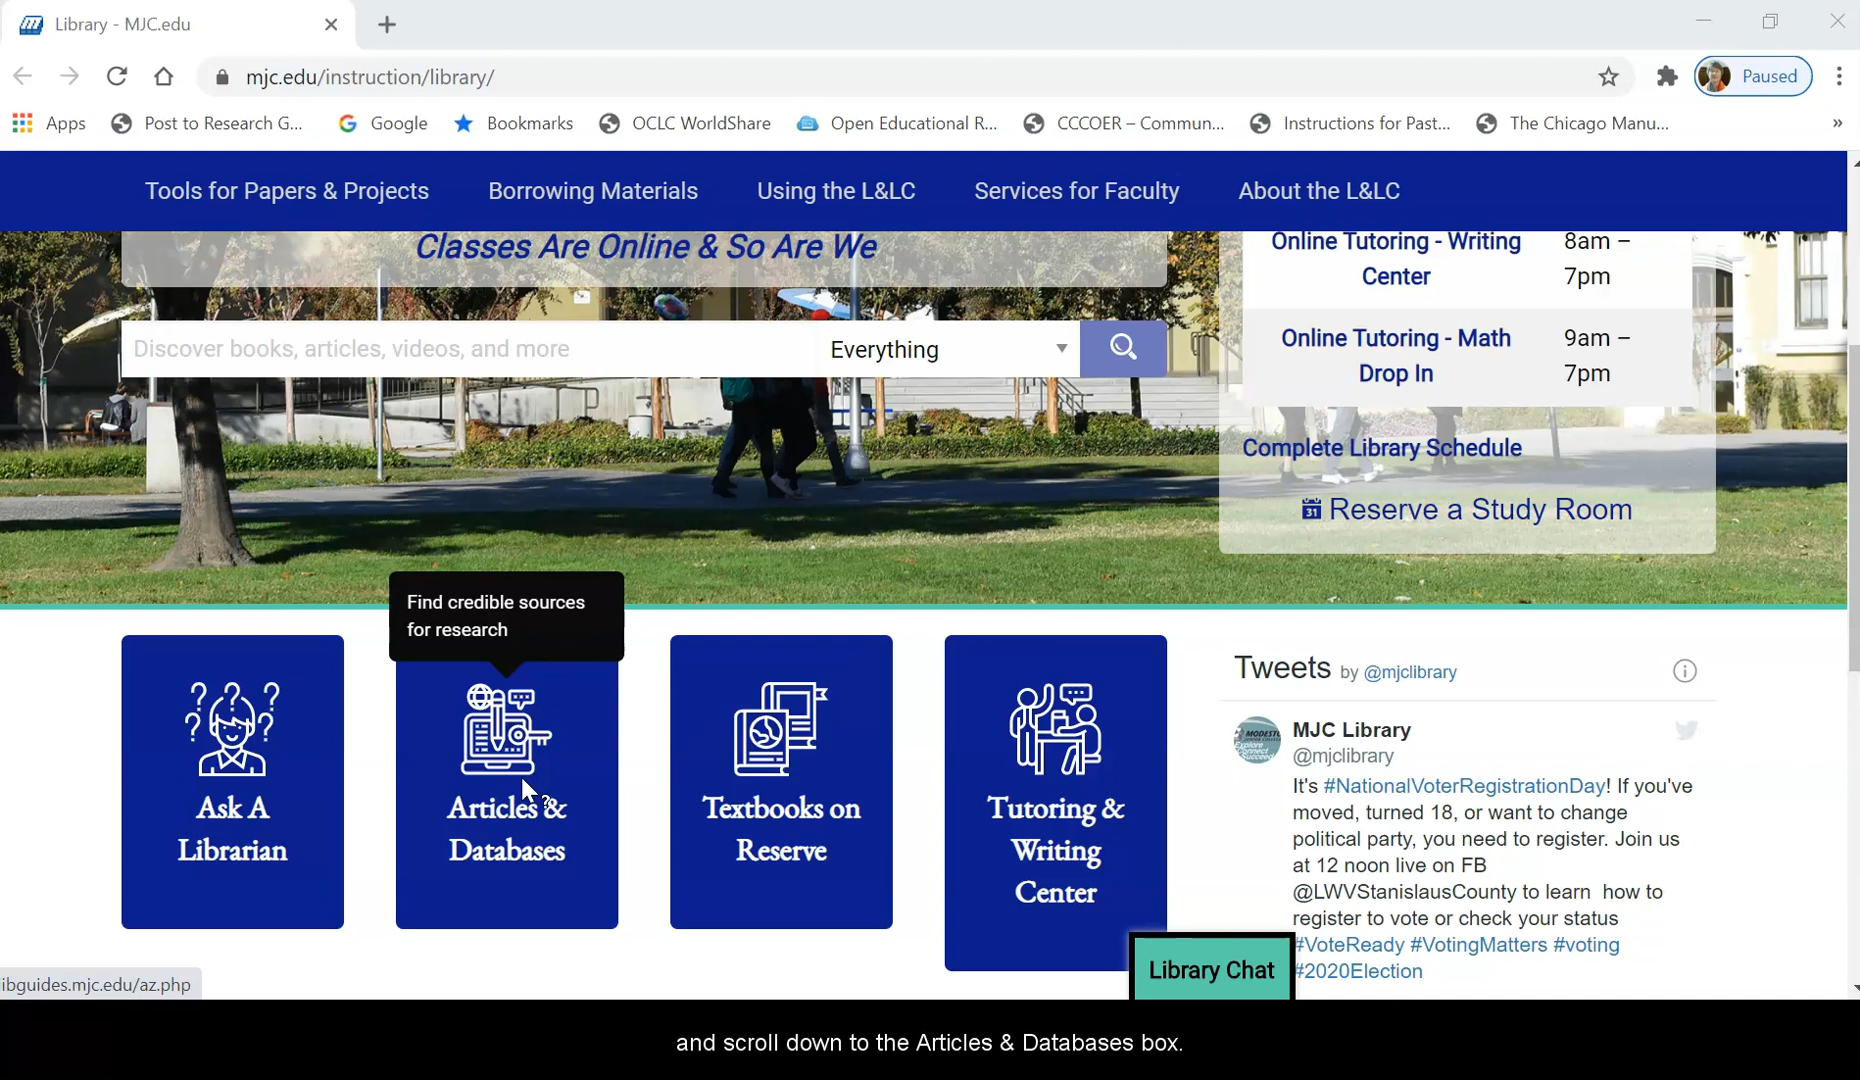 Library - MJC.edu
mjc.edu/instruction/library/
Paused
Apps
Post to Research G...
Google
Bookmarks
OCLC WorldShare
Open Educational R...
CCCOER – Commun...
Instructions for Past...
The Chicago Manu...
»
Tools for Papers & Projects
Borrowing Materials
Using the L&LC
Services for Faculty
About the L&LC
Classes Are Online & So Are We
Discover books, articles, videos, and more
Everything
Online Tutoring - Writing
Center
8am –
7pm
Online Tutoring - Math
Drop In
9am –
7pm
Complete Library Schedule
31 Reserve a Study Room
Find credible sources
for research
Ask A
Librarian
Articles &
Databases
Textbooks on
Reserve
Tutoring &
Writing
Center
Tweets by @mjclibrary
MJC Library
@mjclibrary
It's #NationalVoterRegistrationDay! If you've
moved, turned 18, or want to change
political party, you need to register. Join us
at 12 noon live on FB
@LWVStanislausCounty to learn how to
register to vote or check your status
#VoteReady #VotingMatters #voting
#2020Election
Library Chat
ibguides.mjc.edu/az.php
and scroll down to the Articles & Databases box.